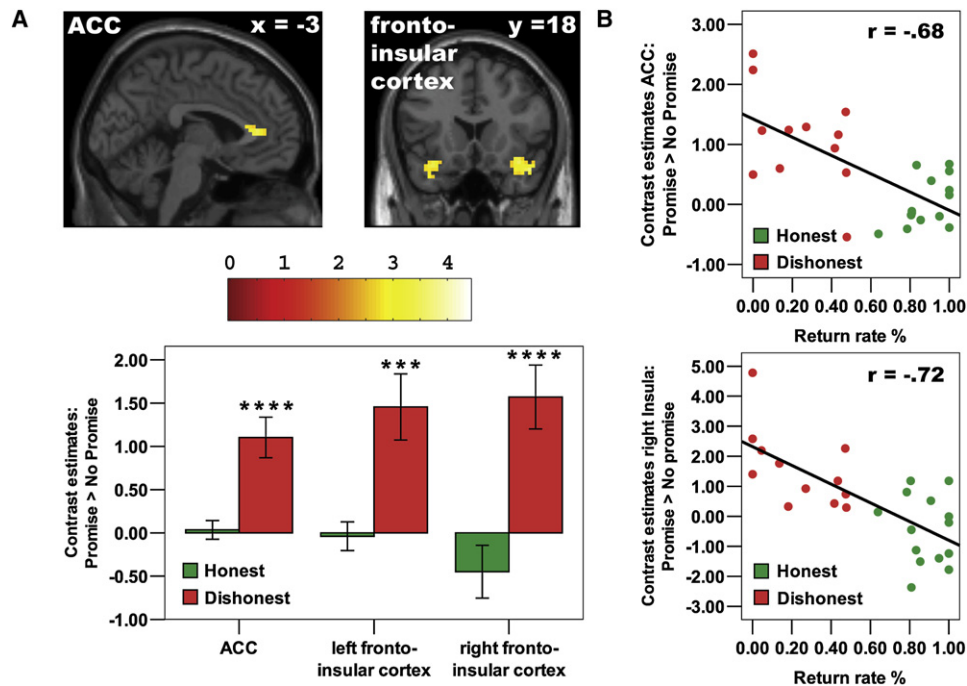 A
ACC x = -3
fronto-
insular
cortex
y =18
0 1 2 3 4
Contrast estimates:
Promise > No Promise
2.00
1.50
1.00
0.50
0.00
-0.50
-1.00
****
***
****
Honest
Dishonest
ACC
left fronto-
insular cortex
right fronto-
insular cortex
B
r = -.68
Contrast estimates ACC:
Promise > No Promise
3.00
2.00
1.00
0.00
-1.00
Honest
Dishonest
0.00 0.20 0.40 0.60 0.80 1.00
Return rate %
r = -.72
Contrast estimates right Insula:
Promise > No promise
5.00
4.00
3.00
2.00
1.00
0.00
-1.00
-2.00
-3.00
Honest
Dishonest
0.00 0.20 0.40 0.60 0.80 1.00
Return rate %